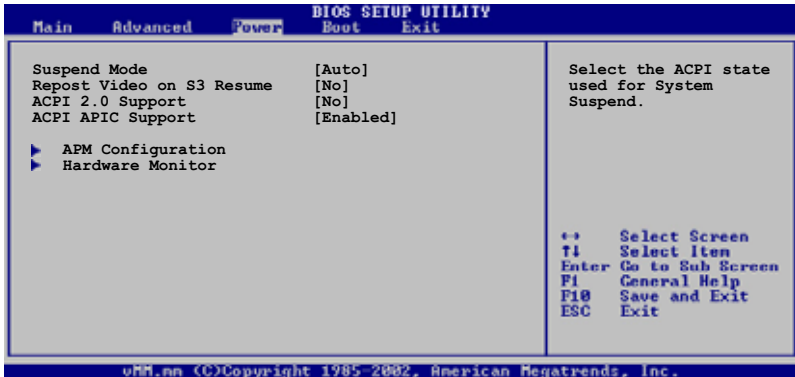 BIOS SETUP UTILITY
Main Advanced Power Boot Exit
Suspend Mode [Auto]
Repost Video on S3 Resume [No]
ACPI 2.0 Support [No]
ACPI APIC Support [Enabled]
▶ APM Configuration
▶ Hardware Monitor
Select the ACPI state
used for System
Suspend.
↔ Select Screen
↑↓ Select Item
Enter Go to Sub Screen
F1 General Help
F10 Save and Exit
ESC Exit
vMM.mm (C)Copyright 1985-2002, American Megatrends, Inc.